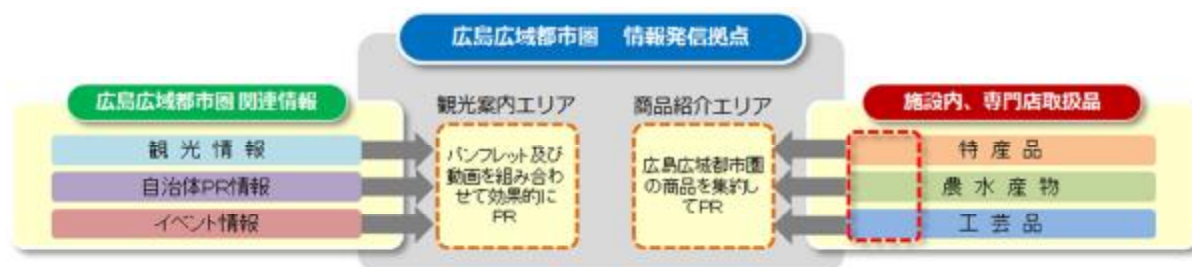 広島広域都市圏 情報発信拠点
広島広域都市圏 関連情報
観光情報
自治体PR情報
イベント情報
観光案内エリア
パンフレット及び
動画を組み合わ
せて効果的に
PR
商品紹介エリア
広島広域都市圏
の商品を集約し
てPR
施設内、専門店取扱品
特産品
農水産物
工芸品